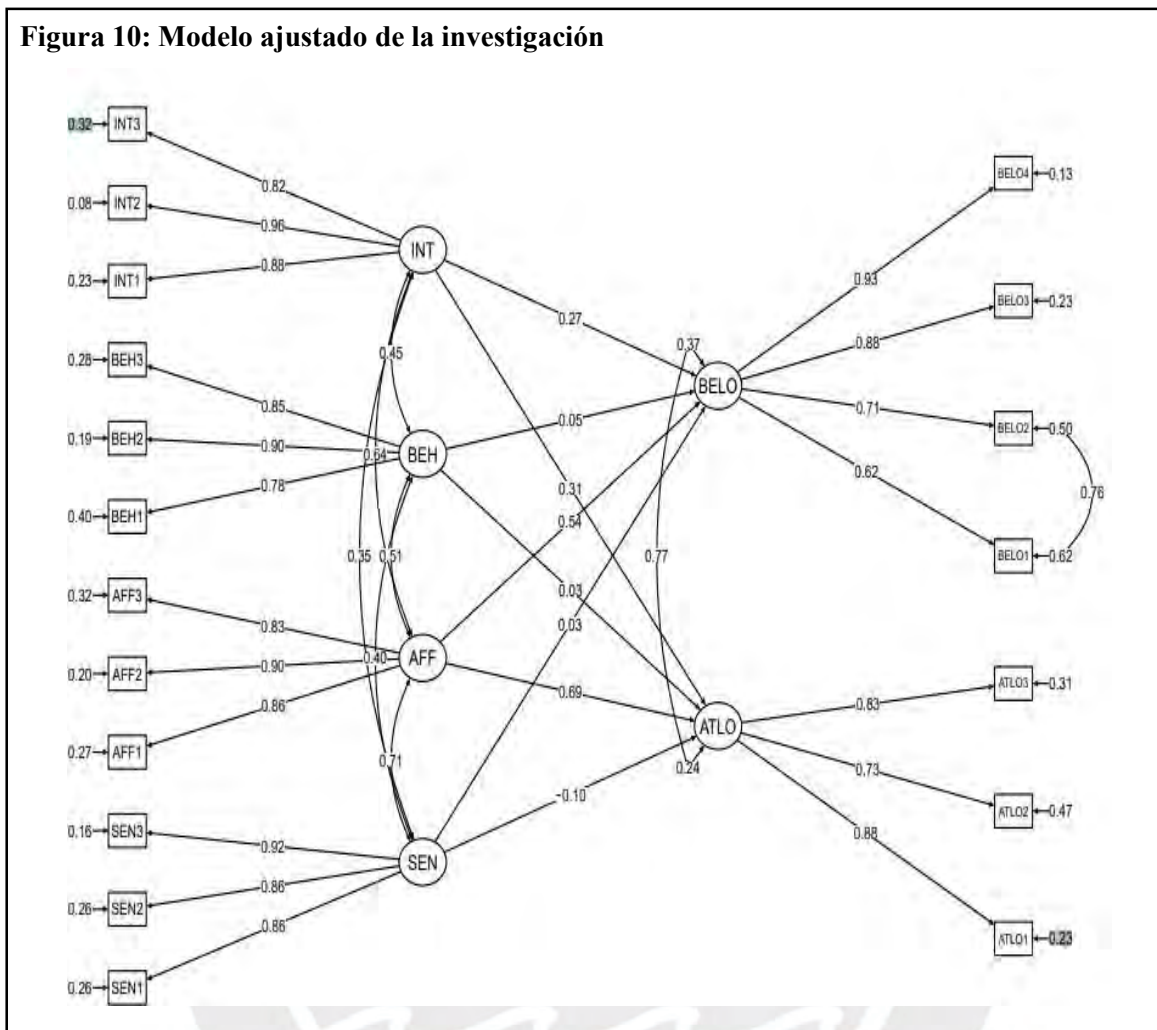 Figura 10: Modelo ajustado de la investigación
0.32 INT3
0.08 INT2
0.23 INT1
0.28 BEH3
0.19 BEH2
0.40 BEH1
0.32 AFF3
0.20 AFF2
0.27 AFF1
0.16 SEN3
0.26 SEN2
0.26 SEN1
0.82
0.96
0.88
0.85
0.90
0.78
0.83
0.90
0.86
0.92
0.86
0.86
INT
BEH
AFF
SEN
0.45
0.64
0.35
0.51
0.40
0.71
0.27
0.05
0.31
0.54
0.77
0.03
0.03
0.69
-0.10
0.37
BELO
ATLO
0.24
0.93
0.88
0.71
0.62
0.83
0.73
0.88
BELO4 0.13
BELO3 0.23
BELO2 0.50
0.76
BELO1 0.62
ATLO3 0.31
ATLO2 0.47
ATLO1 0.23